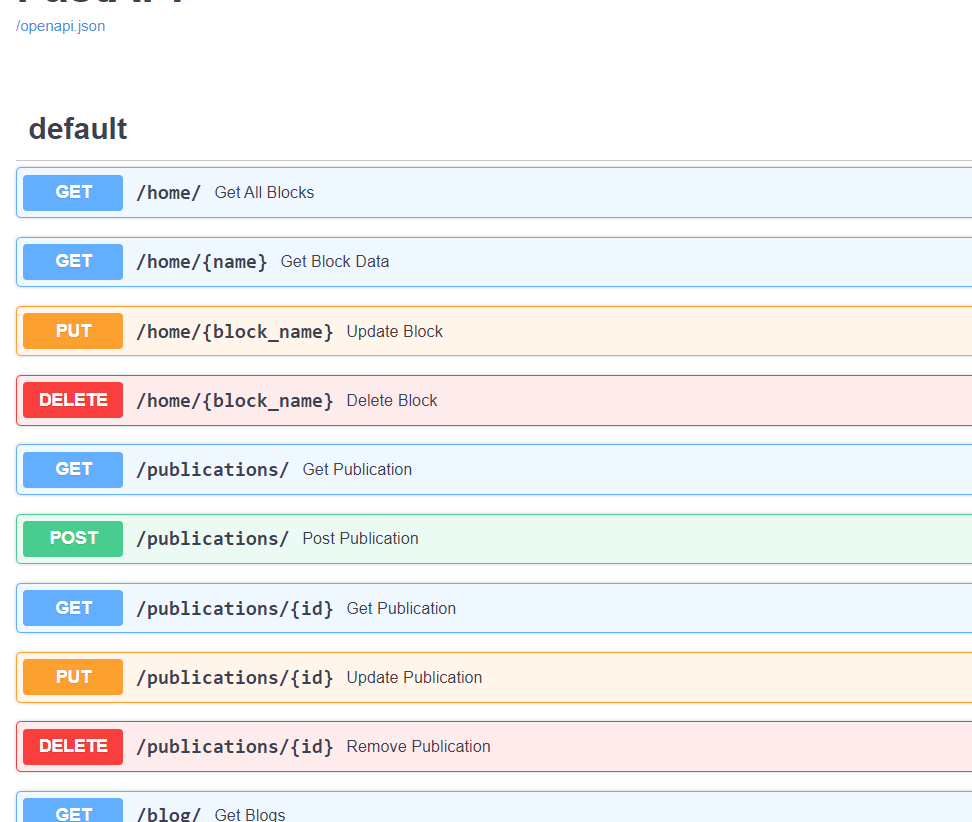 /openapi.json
default
GET /home/ Get All Blocks
GET /home/{name} Get Block Data
PUT /home/{block_name} Update Block
DELETE /home/{block_name} Delete Block
GET /publications/ Get Publication
POST /publications/ Post Publication
GET /publications/{id} Get Publication
PUT /publications/{id} Update Publication
DELETE /publications/{id} Remove Publication
GET /blog/ Get Blogs